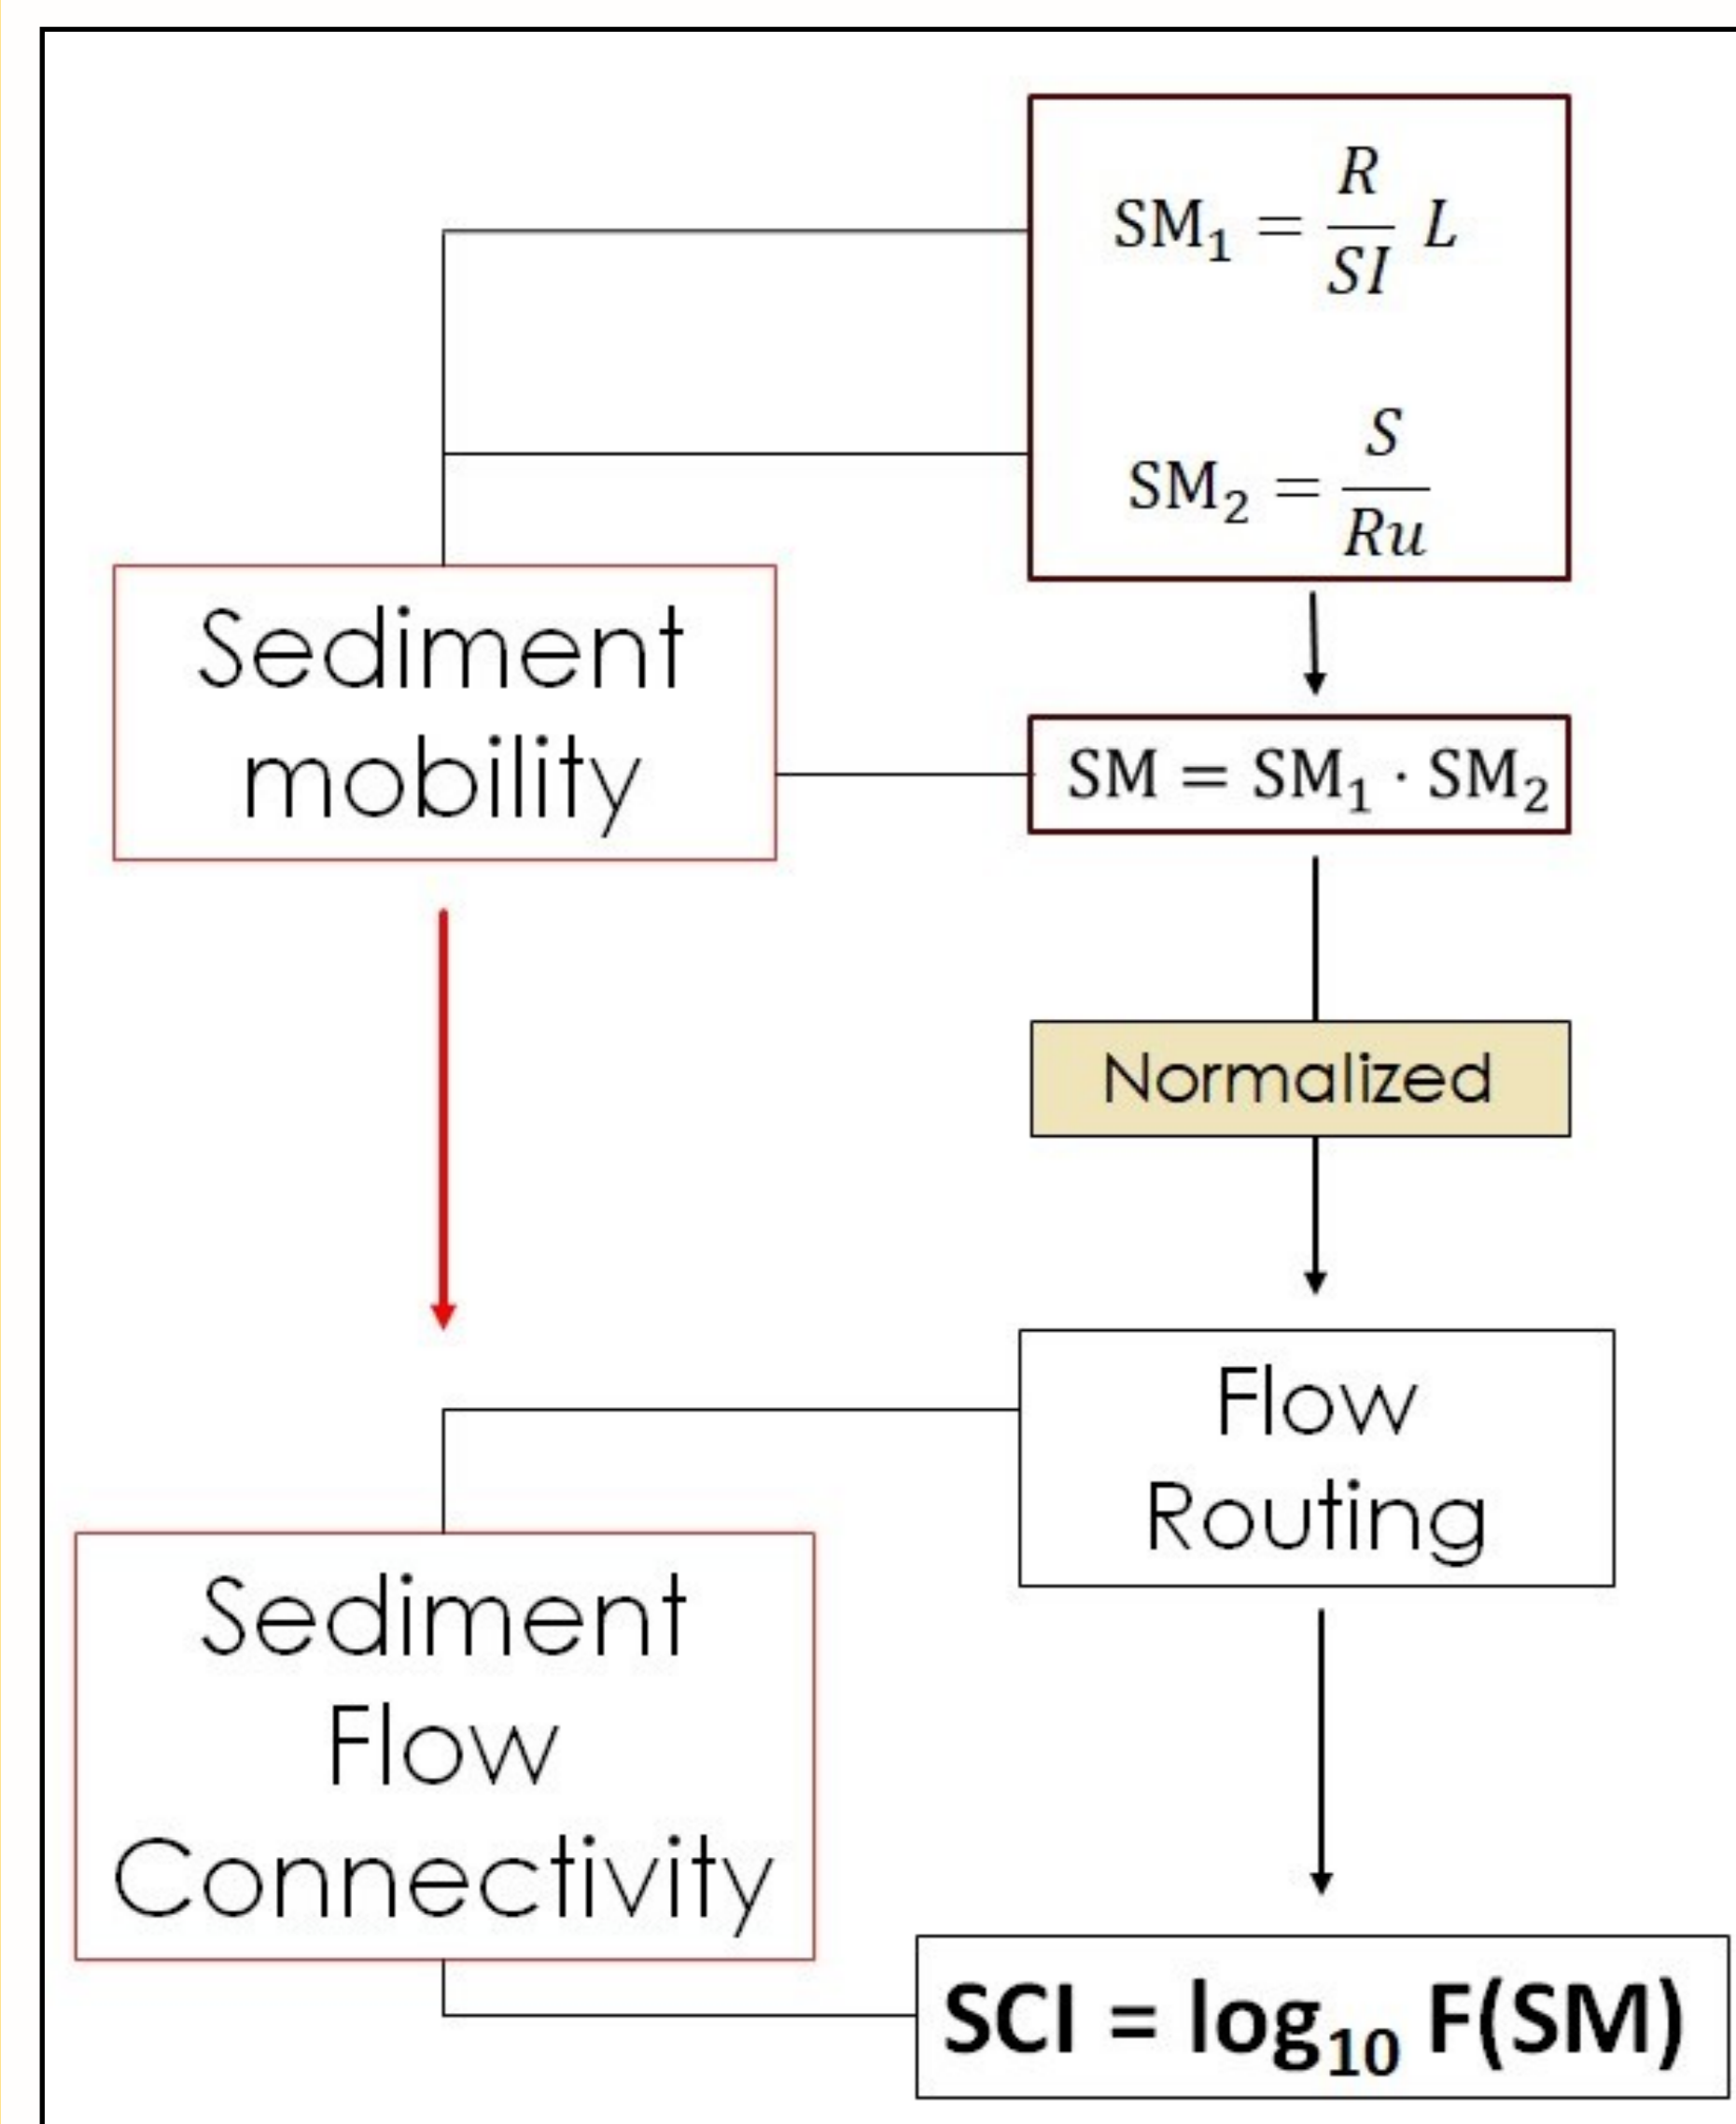 SM₁ = R/SI L
SM₂ = S/Ru
Sediment
mobility
SM = SM₁ · SM₂
Normalized
Flow
Routing
Sediment
Flow
Connectivity
SCI = log₁₀ F(SM)